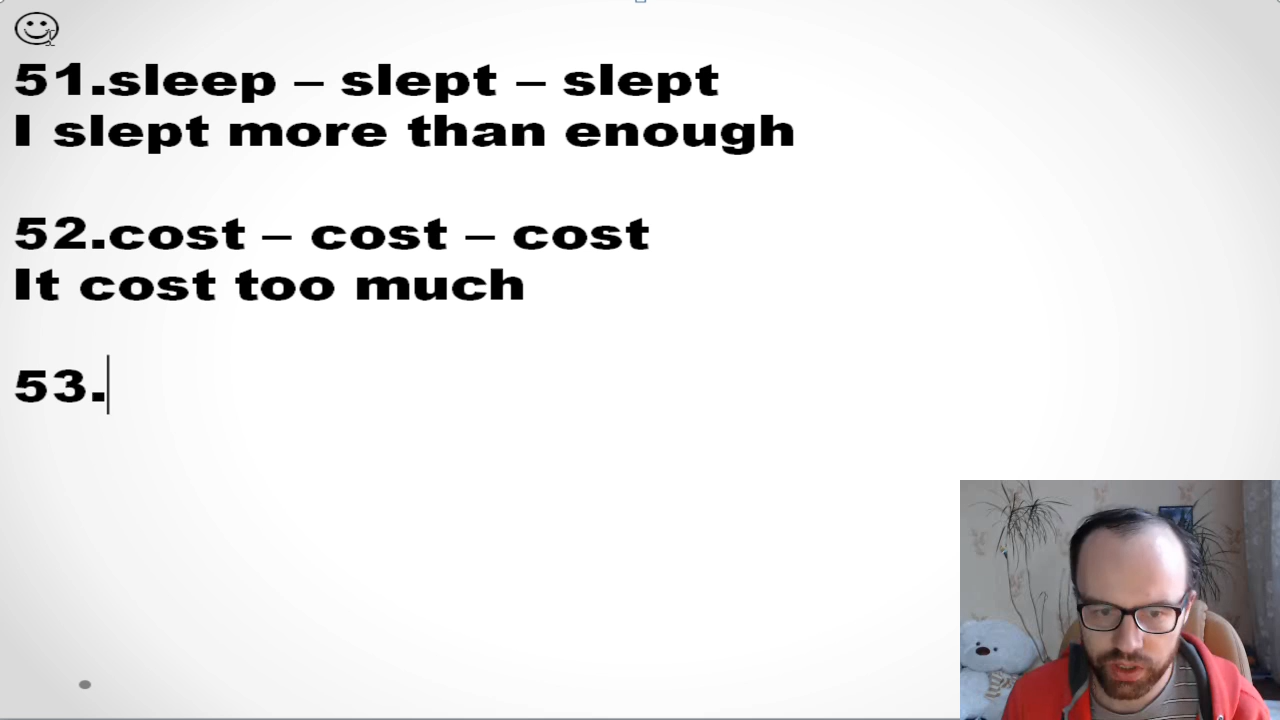 51.sleep – slept – slept
I slept more than enough
52.cost – cost – cost
It cost too much
53.